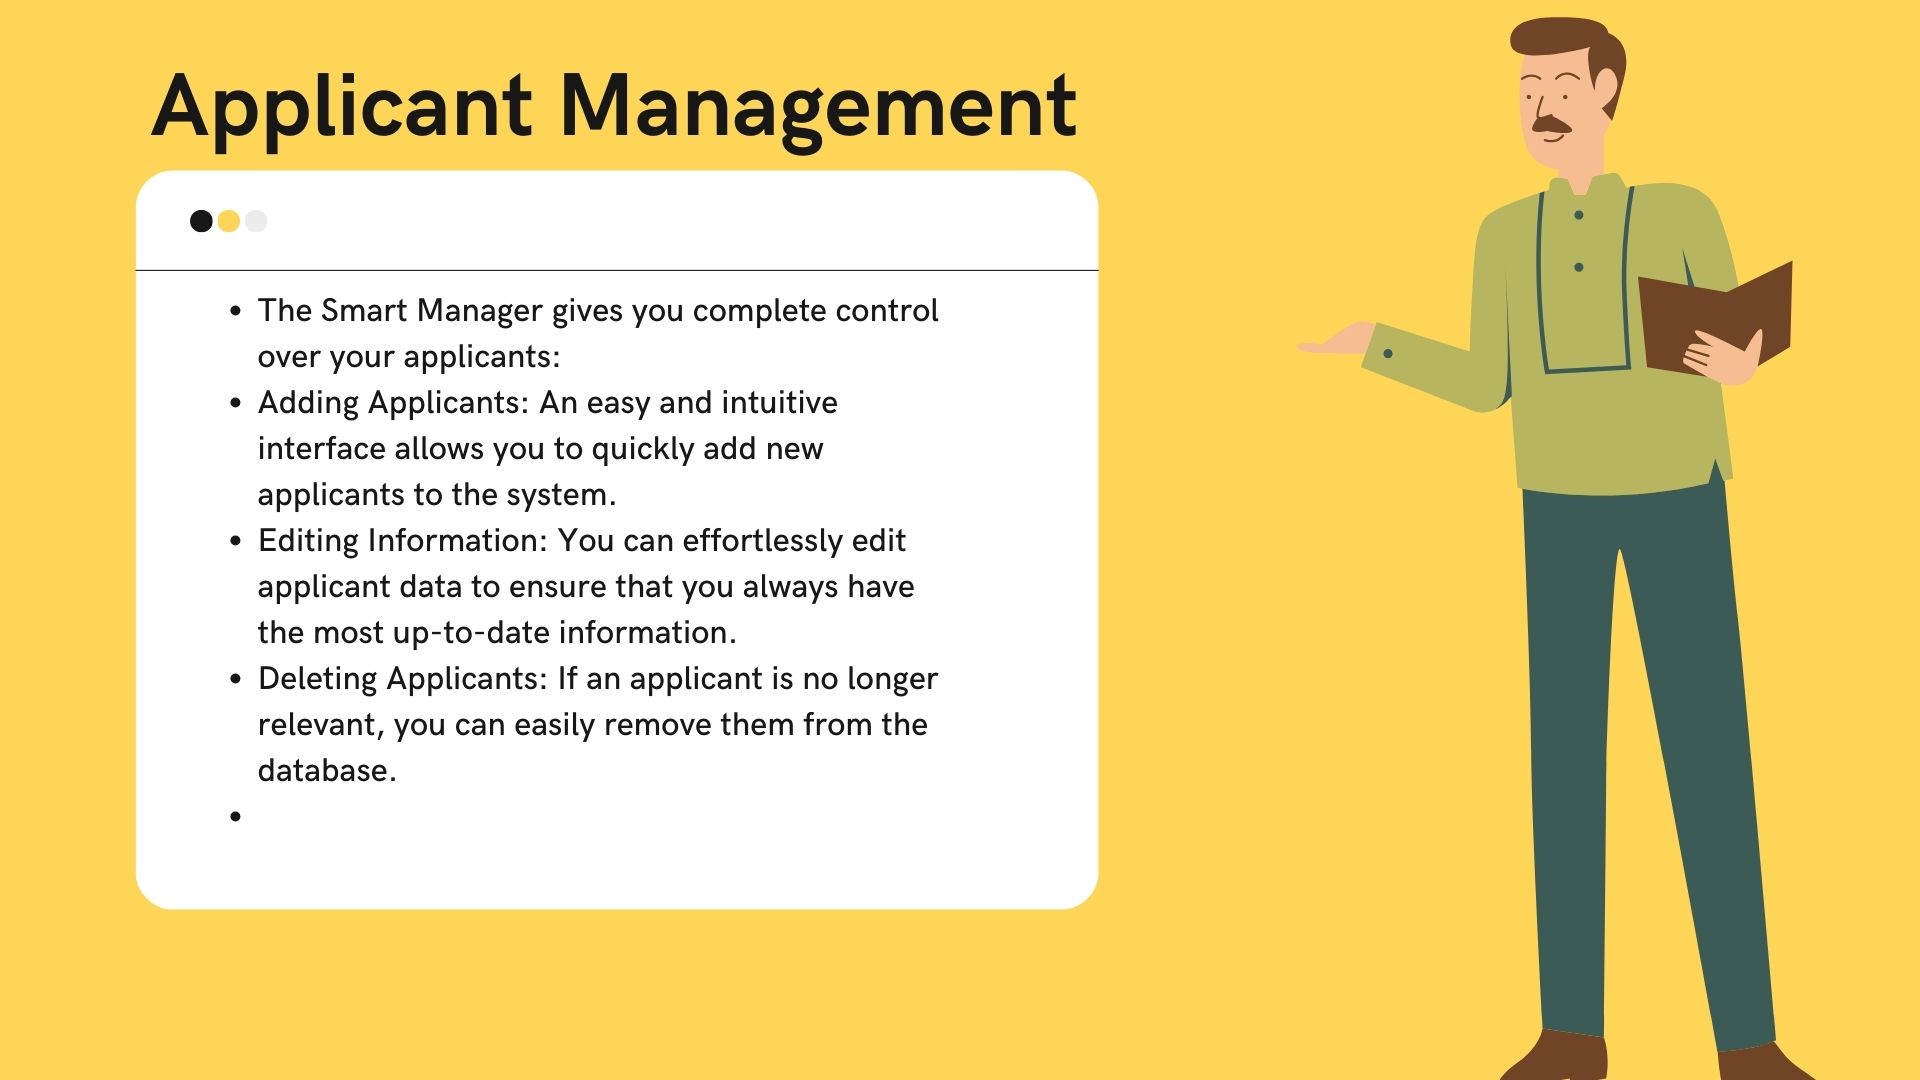 Applicant Management
• The Smart Manager gives you complete control
over your applicants:
• Adding Applicants: An easy and intuitive
interface allows you to quickly add new
applicants to the system.
• Editing Information: You can effortlessly edit
applicant data to ensure that you always have
the most up-to-date information.
• Deleting Applicants: If an applicant is no longer
relevant, you can easily remove them from the
database.
•